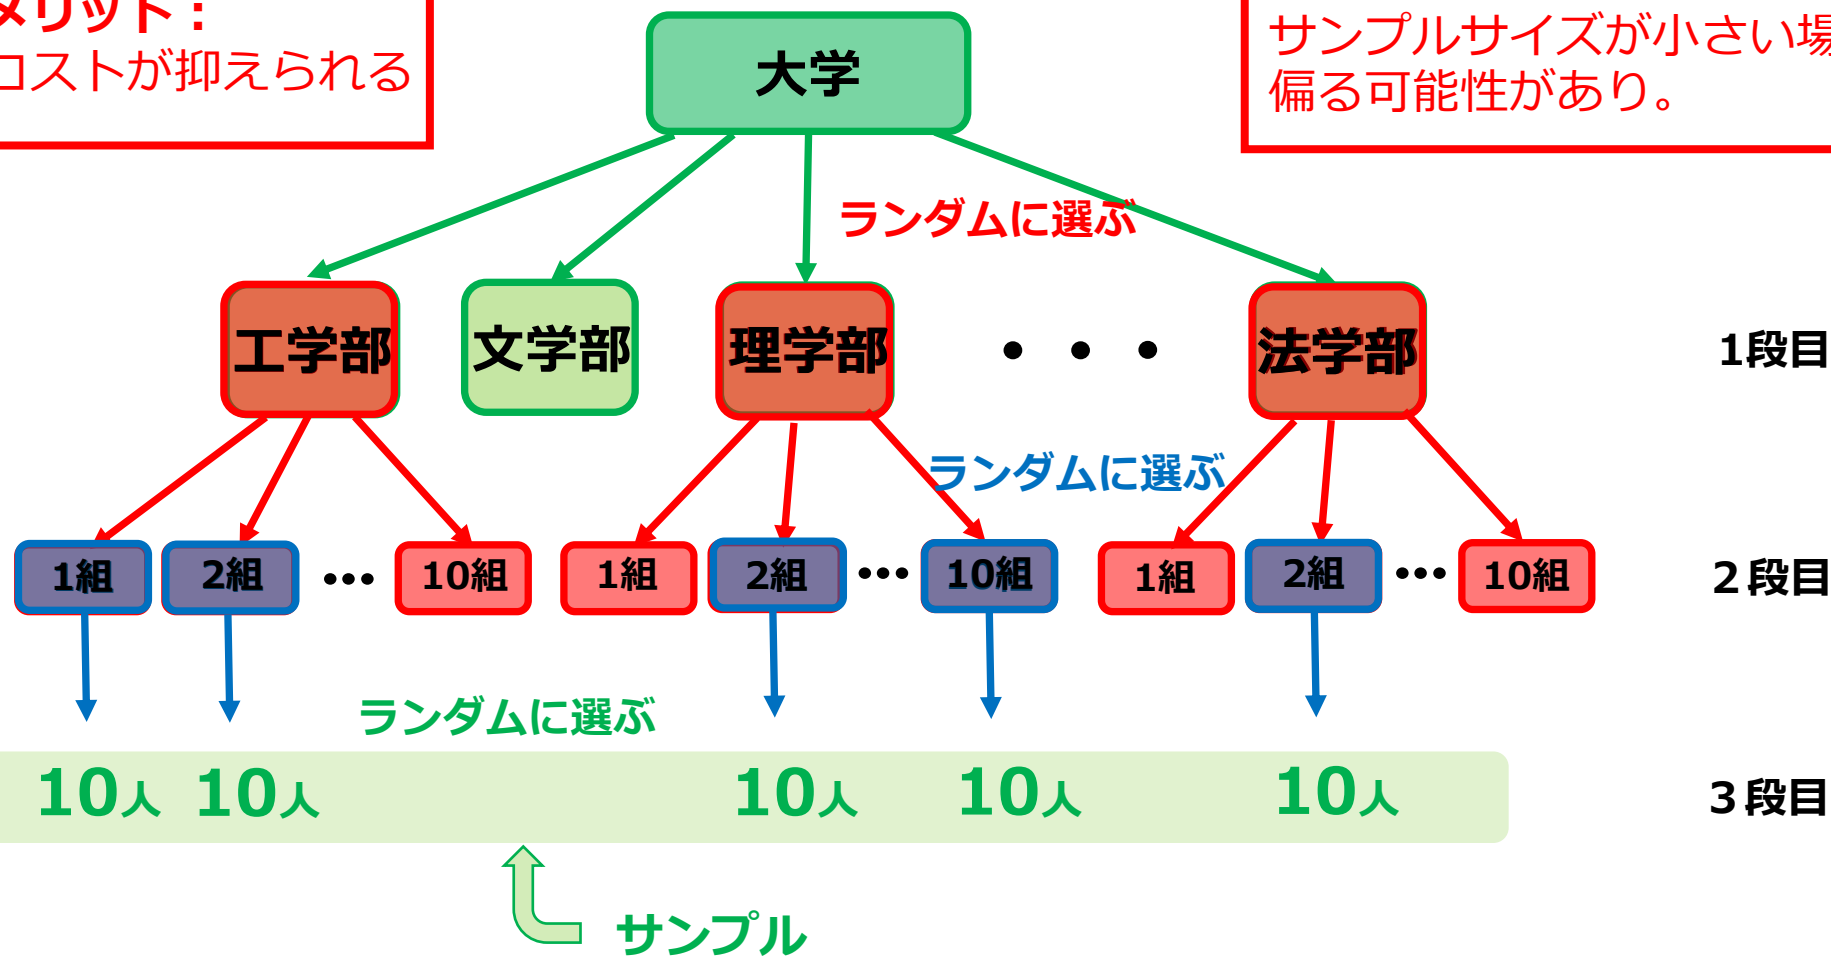 メリット：
コストが抑えられる
大学
サンプルサイズが小さい場
偏る可能性があり。
ランダムに選ぶ
工学部 文学部 理学部 ・・・ 法学部 1段目
ランダムに選ぶ
1組 2組 … 10組 1組 2組 … 10組 1組 2組 … 10組 2段目
ランダムに選ぶ
10人 10人 10人 10人 10人 3段目
サンプル